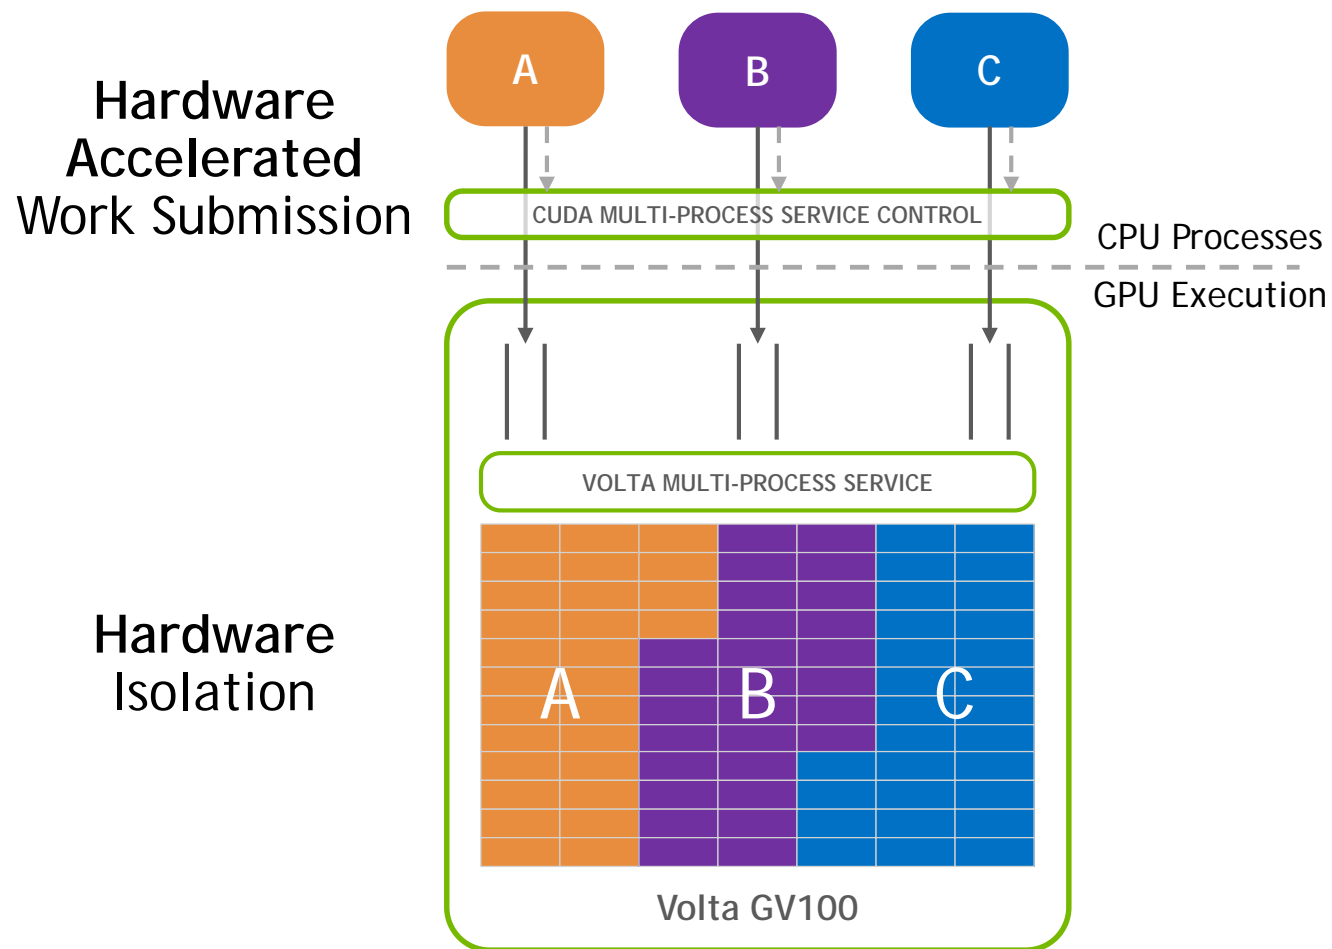 A
B
C
Hardware
Accelerated
Work Submission
CUDA MULTI-PROCESS SERVICE CONTROL
CPU Processes
GPU Execution
VOLTA MULTI-PROCESS SERVICE
Hardware
Isolation
A
B
C
Volta GV100